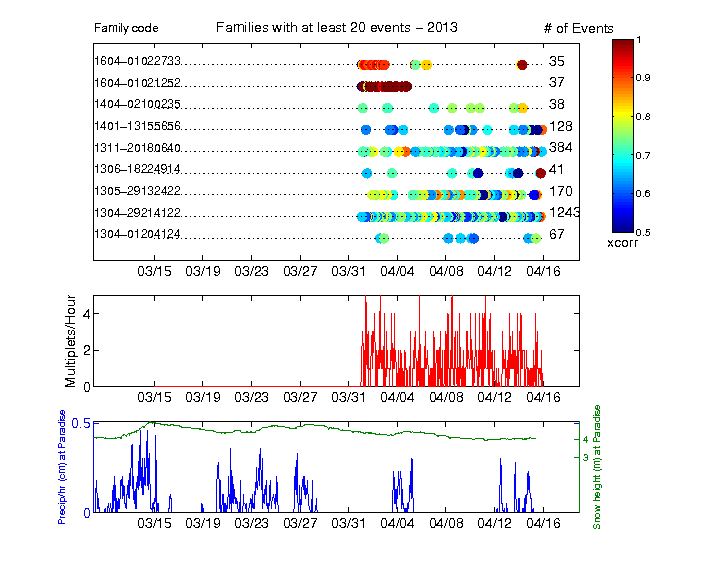 Family code Families with at least 20 events − 2013 # of Events
1604−01022733 35
1604−01021252 37
1404−02100235 38
1401−13155656 128
1311−20180640 384
1306−18224914 41
1305−29132422 170
1304−29214122 1243
1304−01204124 67
03/15 03/19 03/23 03/27 03/31 04/04 04/08 04/12 04/16
1
0.9
0.8
0.7
0.6
0.5
xcorr
Multiplets/Hour
4
2
0
03/15 03/19 03/23 03/27 03/31 04/04 04/08 04/12 04/16
Precip/hr (cm) at Paradise
0.5
0
4
3
Snow height (m) at Paradise
03/15 03/19 03/23 03/27 03/31 04/04 04/08 04/12 04/16